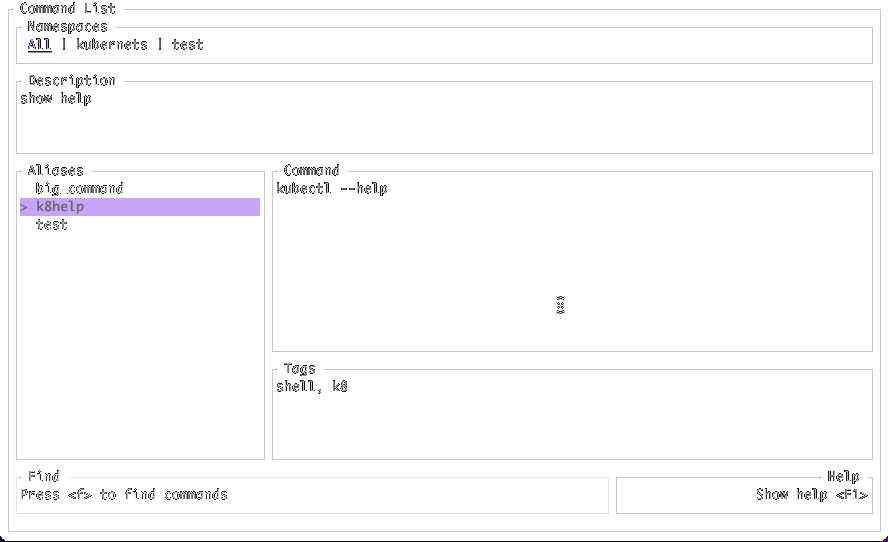 Command List
Namespaces
All | kubernets | test
Description
show help
Aliases
big_command
> k8help
test
Command
kubectl --help
Tags
shell, k8
Find
Press <f> to find commands
Help
Show help <F1>